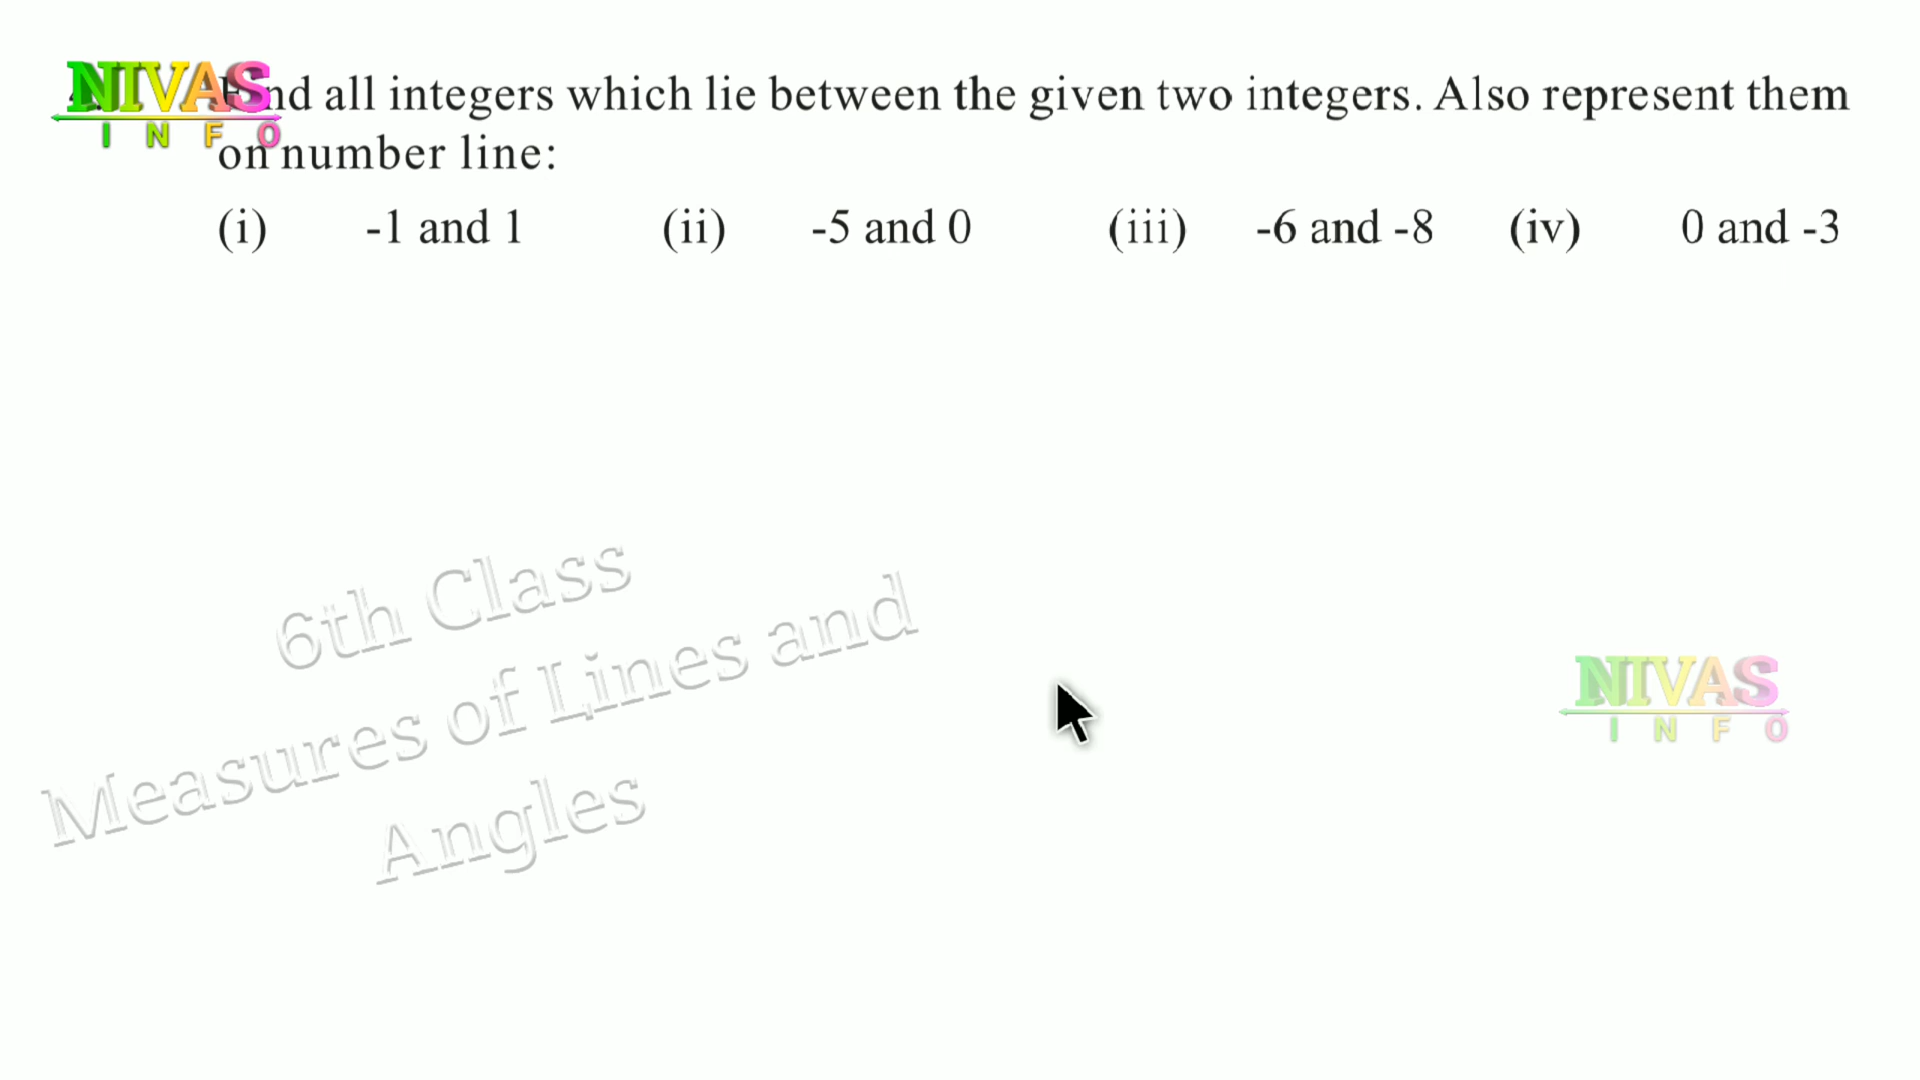 NIVAS
INFO
Find all integers which lie between the given two integers. Also represent them
on number line:
(i) -1 and 1 (ii) -5 and 0 (iii) -6 and -8 (iv) 0 and -3
6th Class
Measures of Lines and
Angles
NIVAS
INFO